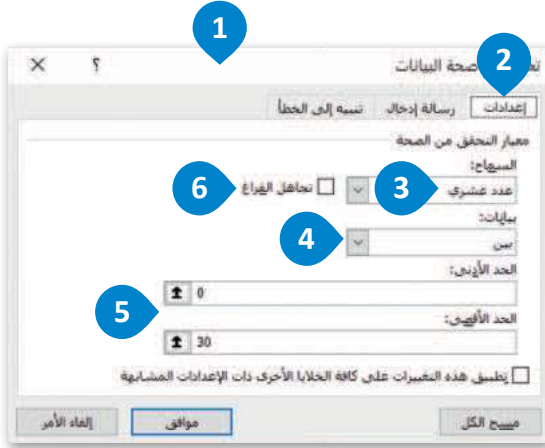 1
2
صحة البيانات
؟
×
إعدادات
رسالة إدخال
تنبيه إلى الخطأ
معيار التحقق من الصحة
السماح:
عدد عشري
3
تجاهل الفراغ
6
بيانات:
بين
4
الحد الأدنى:
0
5
الحد الأقصى:
30
تطبيق هذه التغييرات على كافة الخلايا الأخرى ذات الإعدادات المشابهة
مسح الكل
موافق
إلغاء الأمر